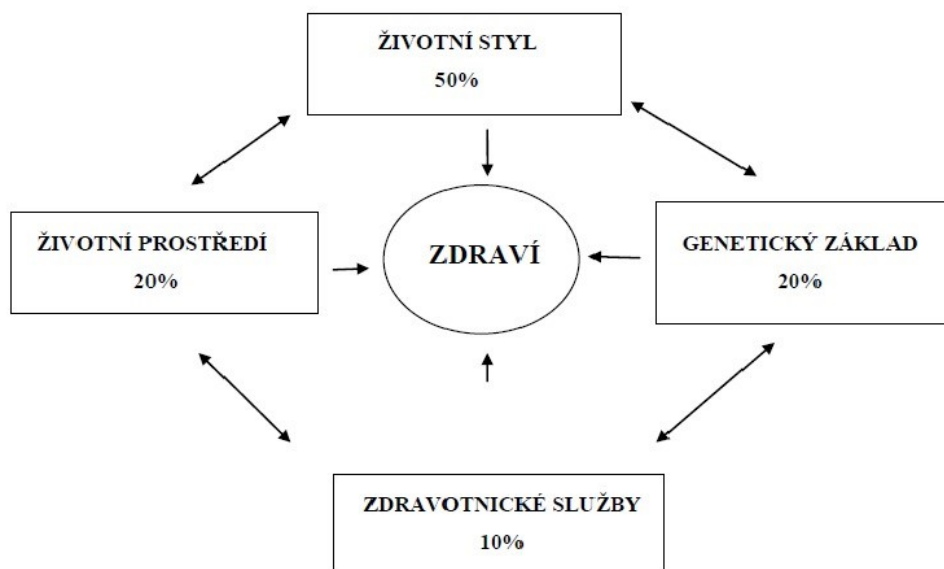 ŽIVOTNÍ STYL
50%
ŽIVOTNÍ PROSTŘEDÍ
20%
ZDRAVÍ
GENETICKÝ ZÁKLAD
20%
ZDRAVOTNICKÉ SLUŽBY
10%